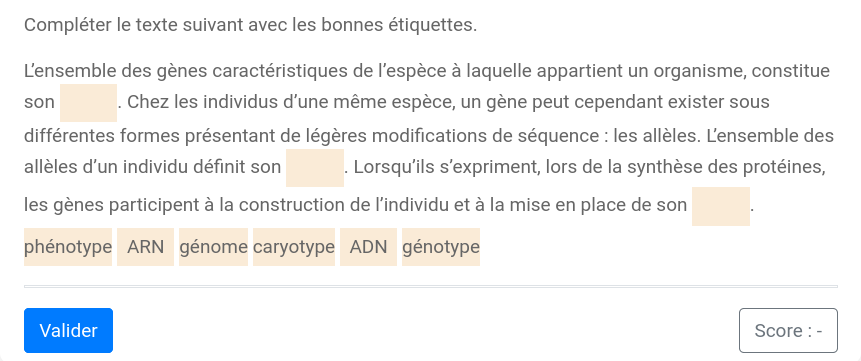 Compléter le texte suivant avec les bonnes étiquettes.
L’ensemble des gènes caractéristiques de l’espèce à laquelle appartient un organisme, constitue
son . Chez les individus d’une même espèce, un gène peut cependant exister sous
différentes formes présentant de légères modifications de séquence : les allèles. L’ensemble des
allèles d’un individu définit son . Lorsqu’ils s’expriment, lors de la synthèse des protéines,
les gènes participent à la construction de l’individu et à la mise en place de son .
phénotype ARN génome caryotype ADN génotype
Valider Score : -